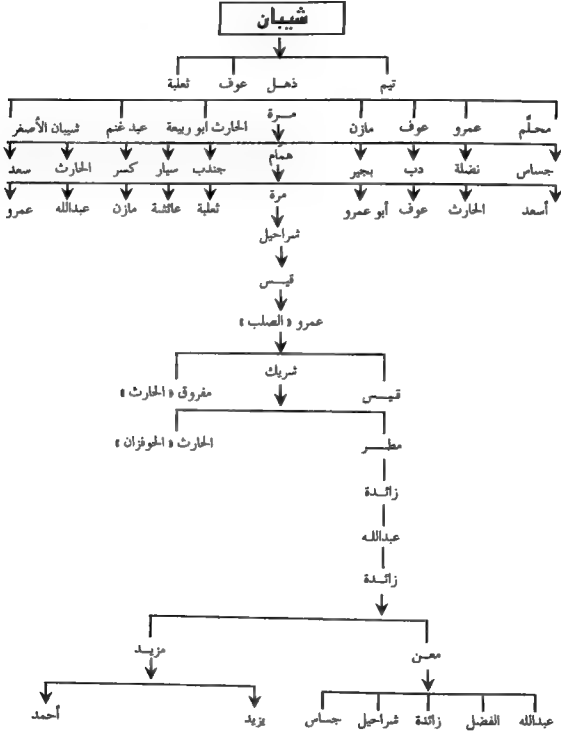 شيبان
تيم ذهل عوف ثعلبة
محلّم عمرو عوف مازن مرة الحارث أبو ربيعة عبد غنم شيبان الأصغر
جساس نضلة دب بجير همّام جندب سيار كسر الحارث سعد
أسعد الحارث عوف أبو عمرو مرة ثعلبة عائشة مازن عبدالله عمرو
شراحيل
قيس
عمرو «الصلب»
قيس شريك مفروق «الحارث»
مطر الحارث «الحوفزان»
زائدة
عبدالله
زائدة
معن مزيد
عبدالله الفضل زائدة شراحيل جساس يزيد أحمد